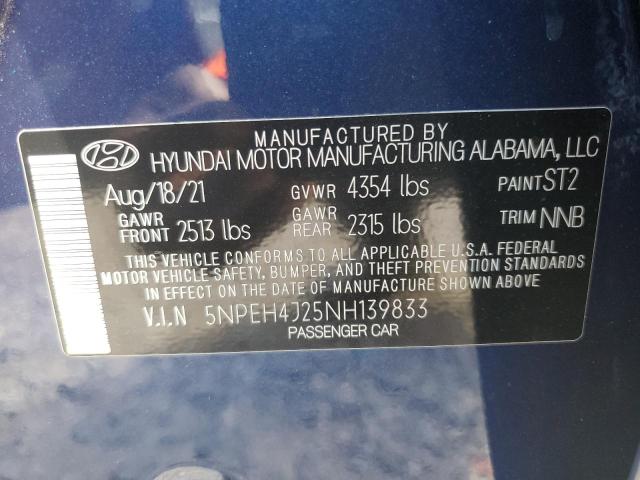 MANUFACTURED BY
HYUNDAI MOTOR MANUFACTURING ALABAMA, LLC
Aug/18/21 GVWR 4354 lbs PAINT ST2
GAWR FRONT 2513 lbs GAWR REAR 2315 lbs TRIM NNB
THIS VEHICLE CONFORMS TO ALL APPLICABLE U.S.A. FEDERAL
MOTOR VEHICLE SAFETY, BUMPER, AND THEFT PREVENTION STANDARDS
IN EFFECT ON THE DATE OF MANUFACTURE SHOWN ABOVE
V.I.N 5NPEH4J25NH139833
PASSENGER CAR